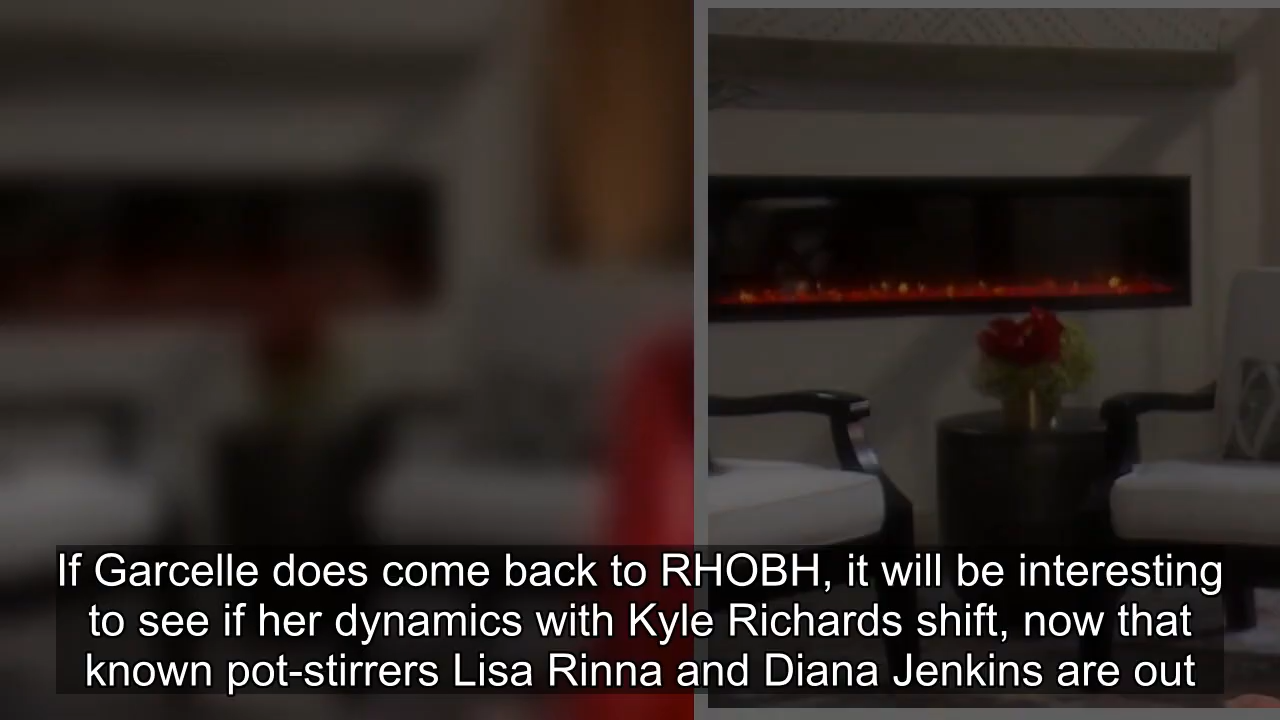 If Garcelle does come back to RHOBH, it will be interesting
to see if her dynamics with Kyle Richards shift, now that
known pot-stirrers Lisa Rinna and Diana Jenkins are out